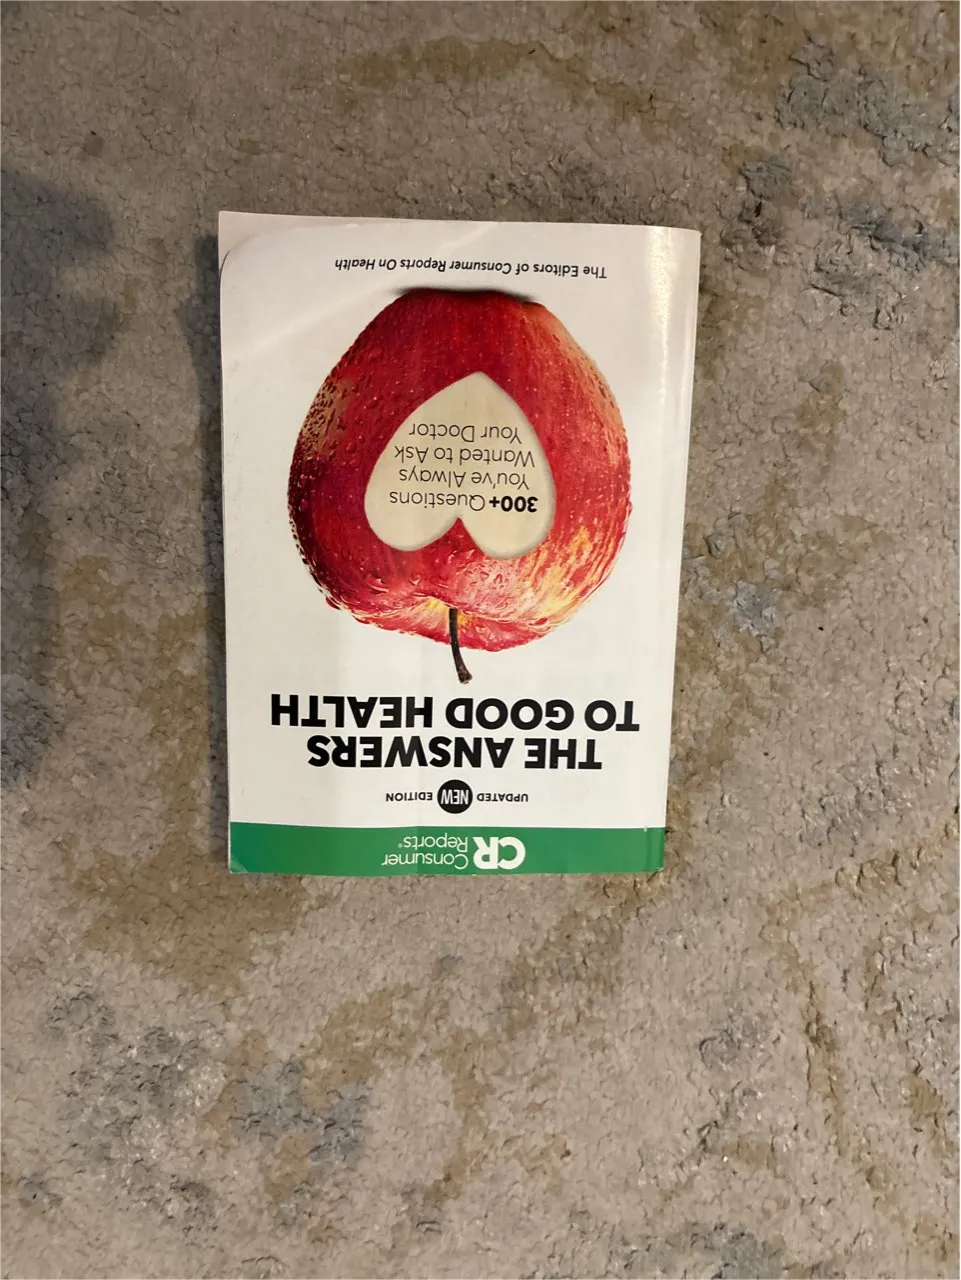 CR Consumer
Reports®
UPDATED NEW EDITION
THE ANSWERS
TO GOOD HEALTH
300+ Questions
You've Always
Wanted to Ask
Your Doctor
The Editors of Consumer Reports On Health